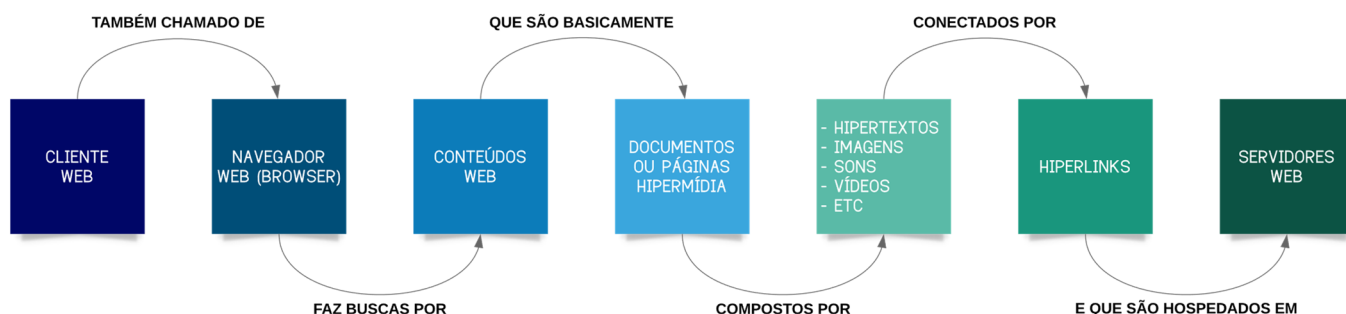 TAMBÉM CHAMADO DE
QUE SÃO BASICAMENTE
CONECTADOS POR
CLIENTE
WEB
NAVEGADOR
WEB (BROWSER)
CONTEÚDOS
WEB
DOCUMENTOS
OU PÁGINAS
HIPERMÍDIA
- HIPERTEXTOS
- IMAGENS
- SONS
- VÍDEOS
- ETC
HIPERLINKS
SERVIDORES
WEB
FAZ BUSCAS POR
COMPOSTOS POR
E QUE SÃO HOSPEDADOS EM